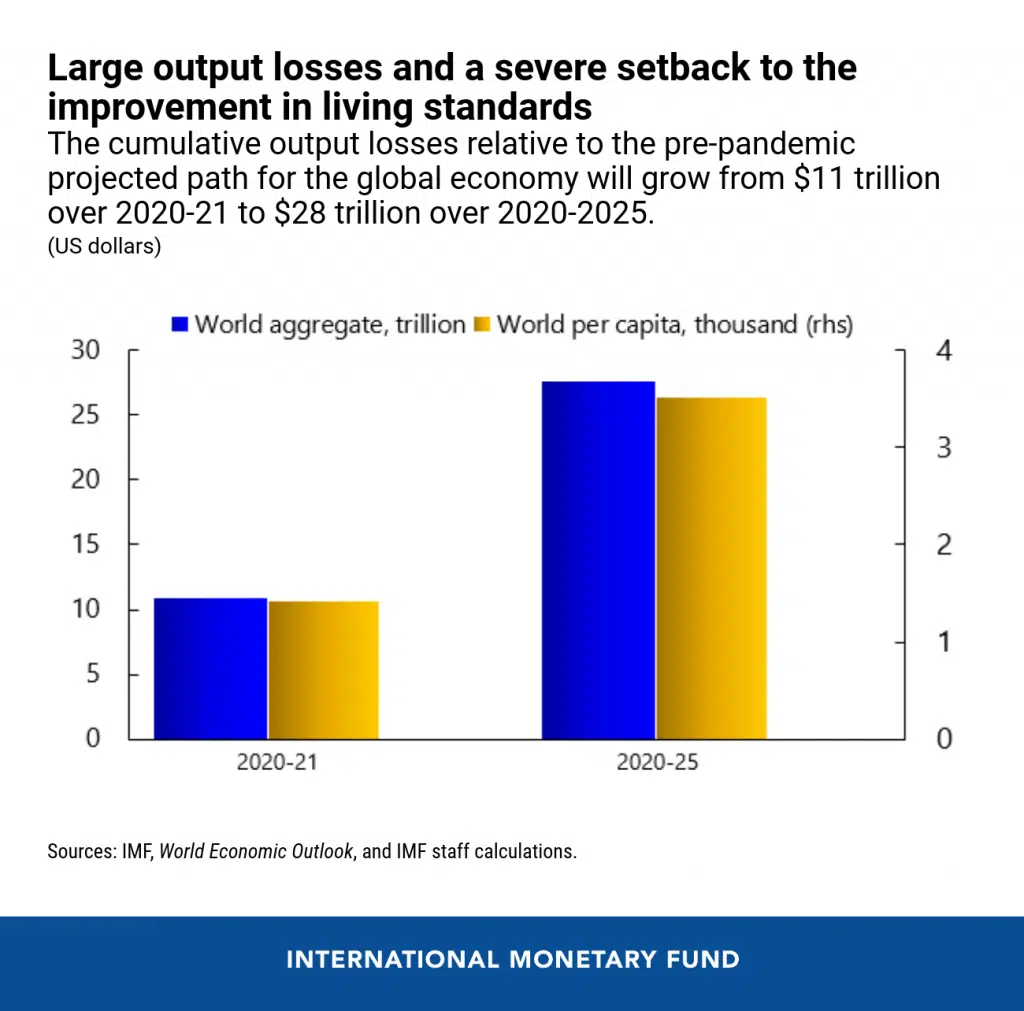 Large output losses and a severe setback to the
improvement in living standards
The cumulative output losses relative to the pre-pandemic
projected path for the global economy will grow from $11 trillion
over 2020-21 to $28 trillion over 2020-2025.
(US dollars)
World aggregate, trillion World per capita, thousand (rhs)
30 4
25
3
20
15 2
10
1
5
0 0
2020-21 2020-25
Sources: IMF, World Economic Outlook, and IMF staff calculations.
INTERNATIONAL MONETARY FUND